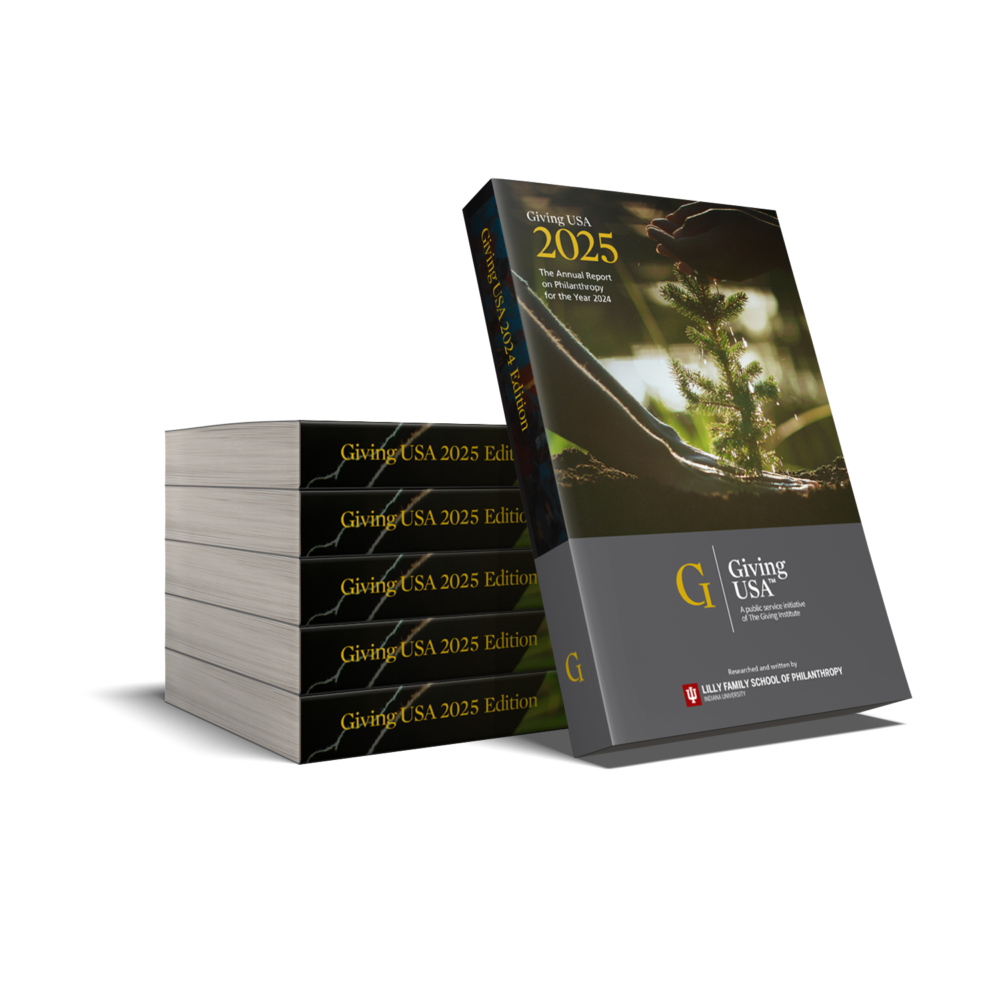 Giving USA
2025
The Annual Report
on Philanthropy
for the Year 2024
Giving USA 2024 Edition
G
Giving
USA™
A public service initiative
of The Giving Institute
G
Researched and written by
LILLY FAMILY SCHOOL OF PHILANTHROPY
INDIANA UNIVERSITY
Giving USA 2025 Edit
Giving USA 2025 Editio
Giving USA 2025 Edition
Giving USA 2025 Edition
Giving USA 2025 Edition